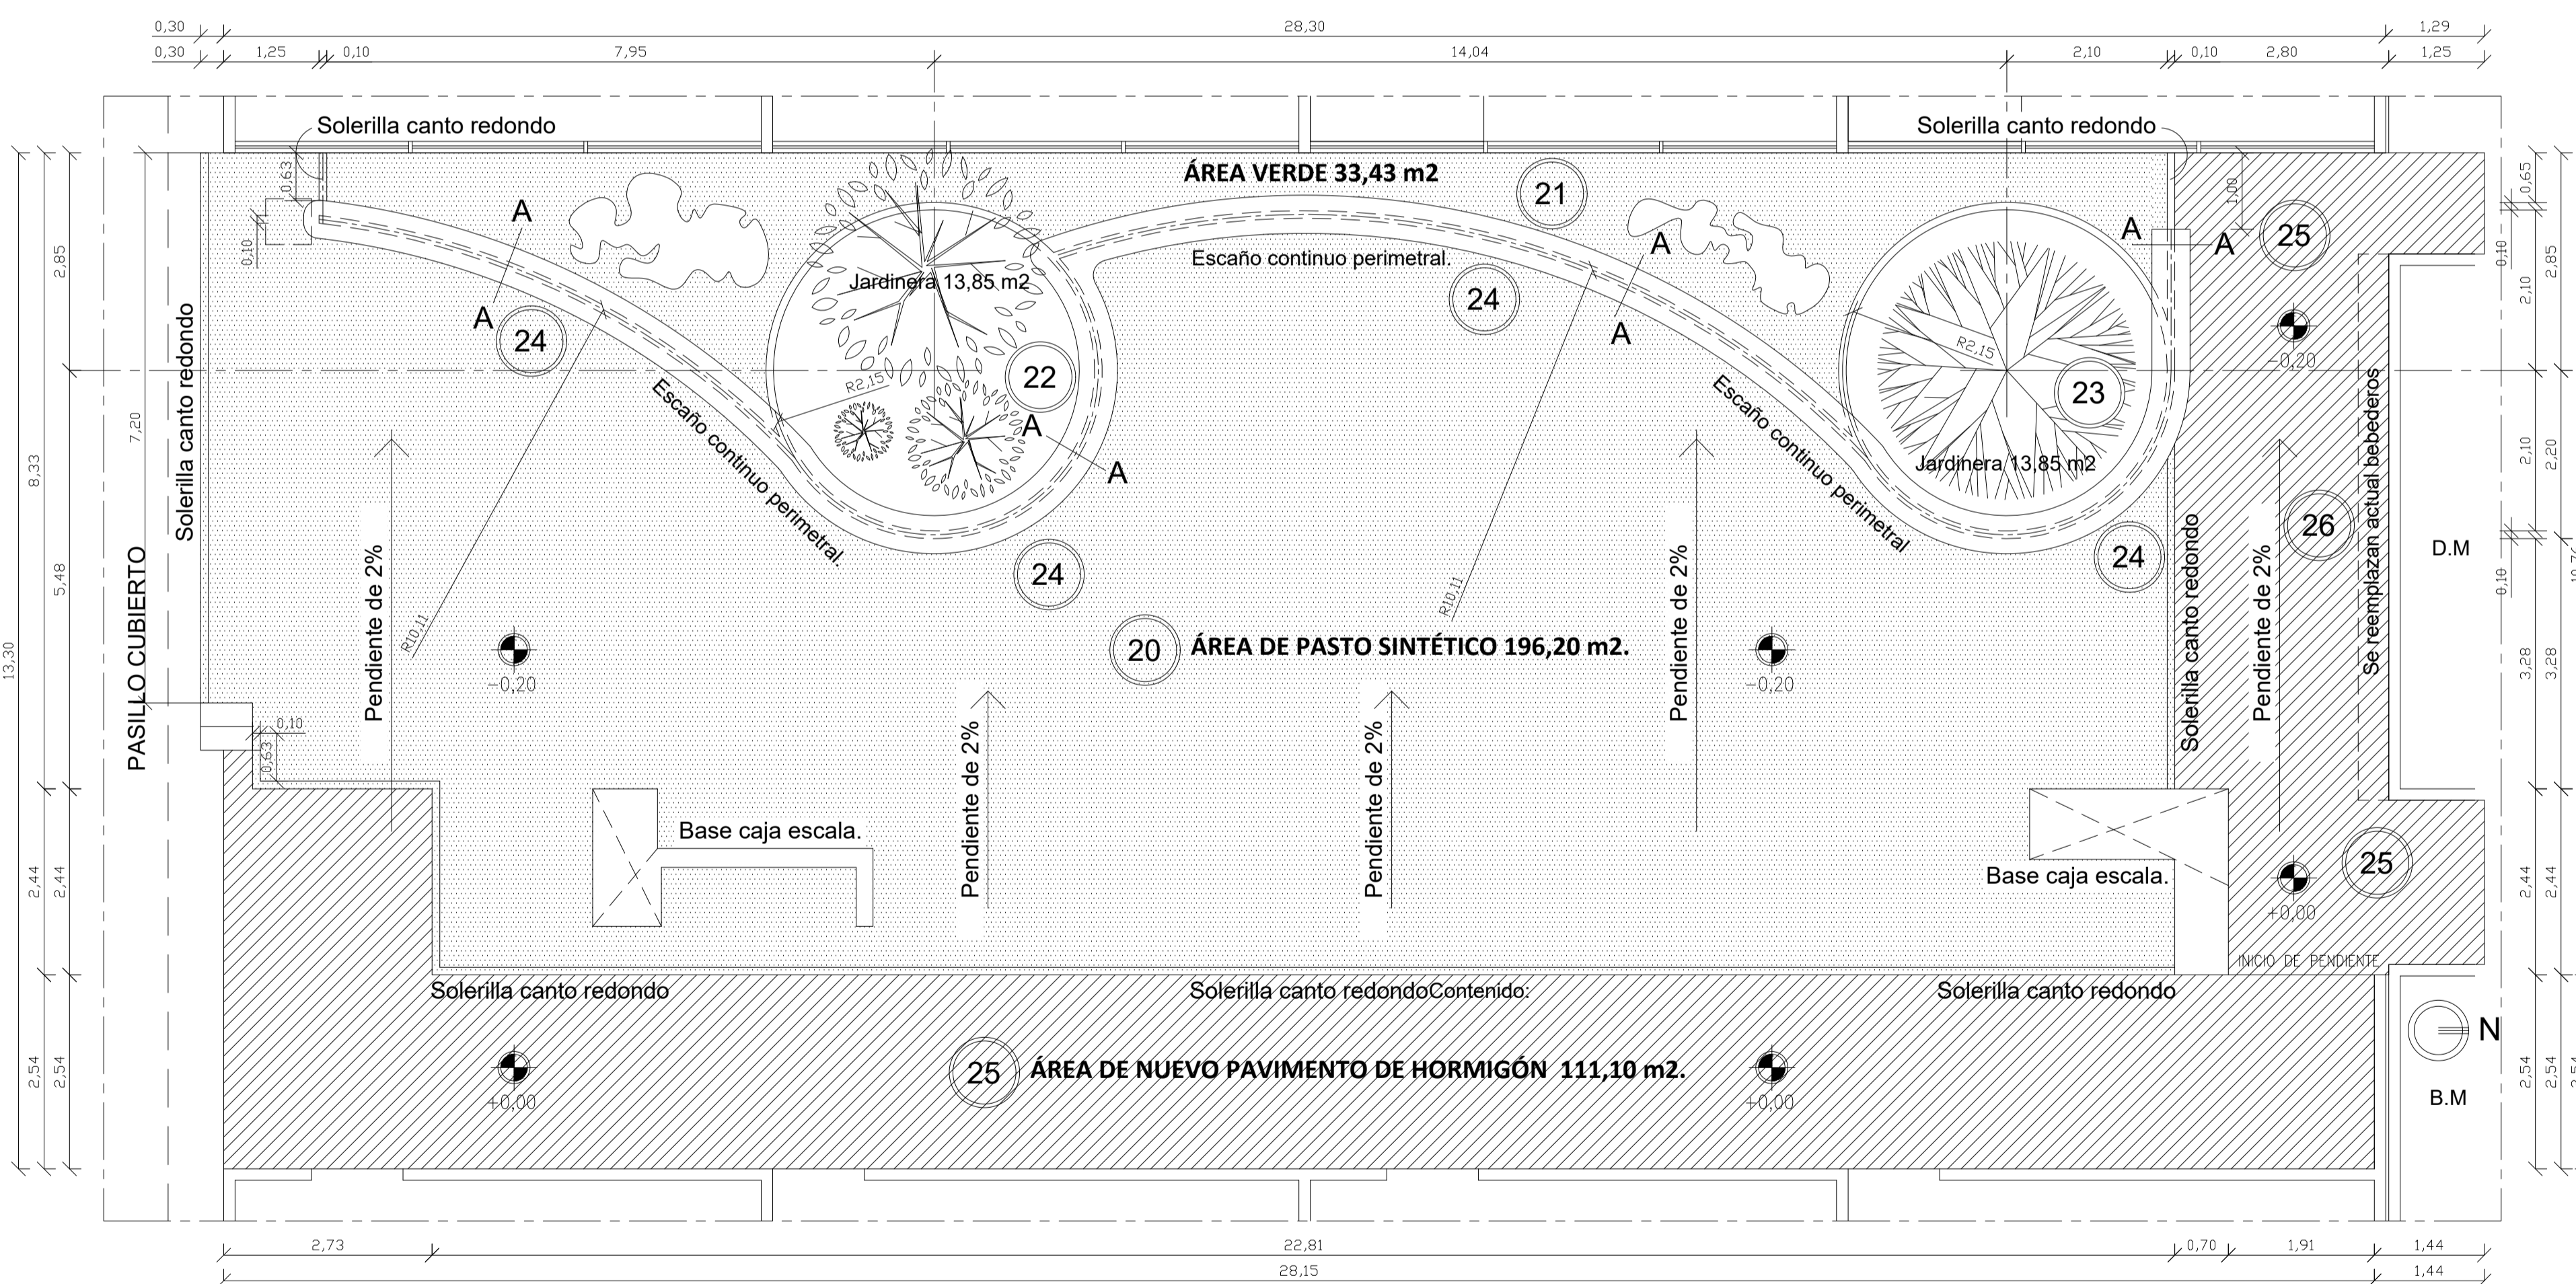 0,30
28,30
1,29
0,30
1,25
0,10
7,95
14,04
2,10
0,10
2,80
1,25
Solerilla canto redondo
Solerilla canto redondo
ÁREA VERDE 33,43 m2
21
0,63
0,10
A
A
A
A
25
1,00
0,65
0,10
2,85
2,10
2,85
Escaño continuo perimetral.
Jardinera 13,85 m2
24
24
A
A
-0,20
R2,15
R2,15
22
23
Solerilla canto redondo
7,20
8,33
Escaño continuo perimetral.
Escaño continuo perimetral
A
A
Jardinera 13,85 m2
Se reemplazan actual bebederos
2,10
2,20
26
D.M
24
24
0,10
PASILLO CUBIERTO
5,48
Pendiente de 2%
R10,11
R10,11
Pendiente de 2%
Solerilla canto redondo
Pendiente de 2%
13,30
20
ÁREA DE PASTO SINTÉTICO 196,20 m2.
-0,20
-0,20
3,28
3,28
0,10
0,63
Pendiente de 2%
Pendiente de 2%
Base caja escala.
Base caja escala.
25
+0,00
2,44
2,44
2,44
2,44
INICIO DE PENDIENTE
Solerilla canto redondo
Solerilla canto redondo
Contenido:
Solerilla canto redondo
N
25
ÁREA DE NUEVO PAVIMENTO DE HORMIGÓN 111,10 m2.
+0,00
+0,00
2,54
2,54
2,54
2,54
B.M
2,73
22,81
0,70
1,91
1,44
28,15
1,44